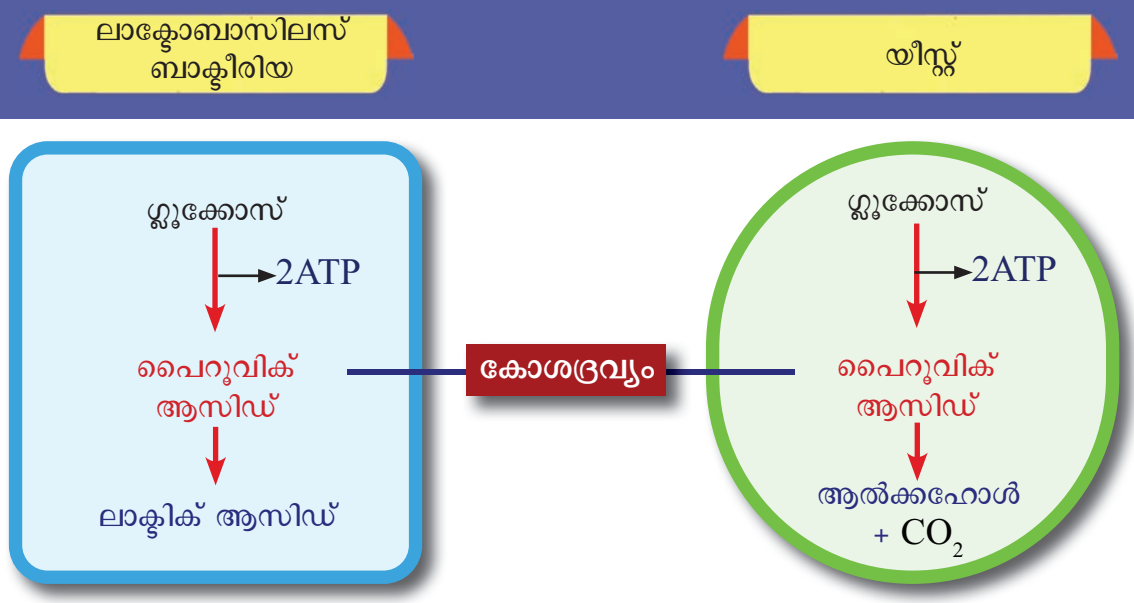 ലാക്ടോബാസിലസ്
ബാക്ടീരിയ
യീസ്റ്റ്
ഗ്ലൂക്കോസ്
2ATP
പൈറൂവിക്
ആസിഡ്
ലാക്ടിക് ആസിഡ്
കോശദ്രവ്യം
ഗ്ലൂക്കോസ്
2ATP
പൈറൂവിക്
ആസിഡ്
ആൽക്കഹോൾ
+ CO₂